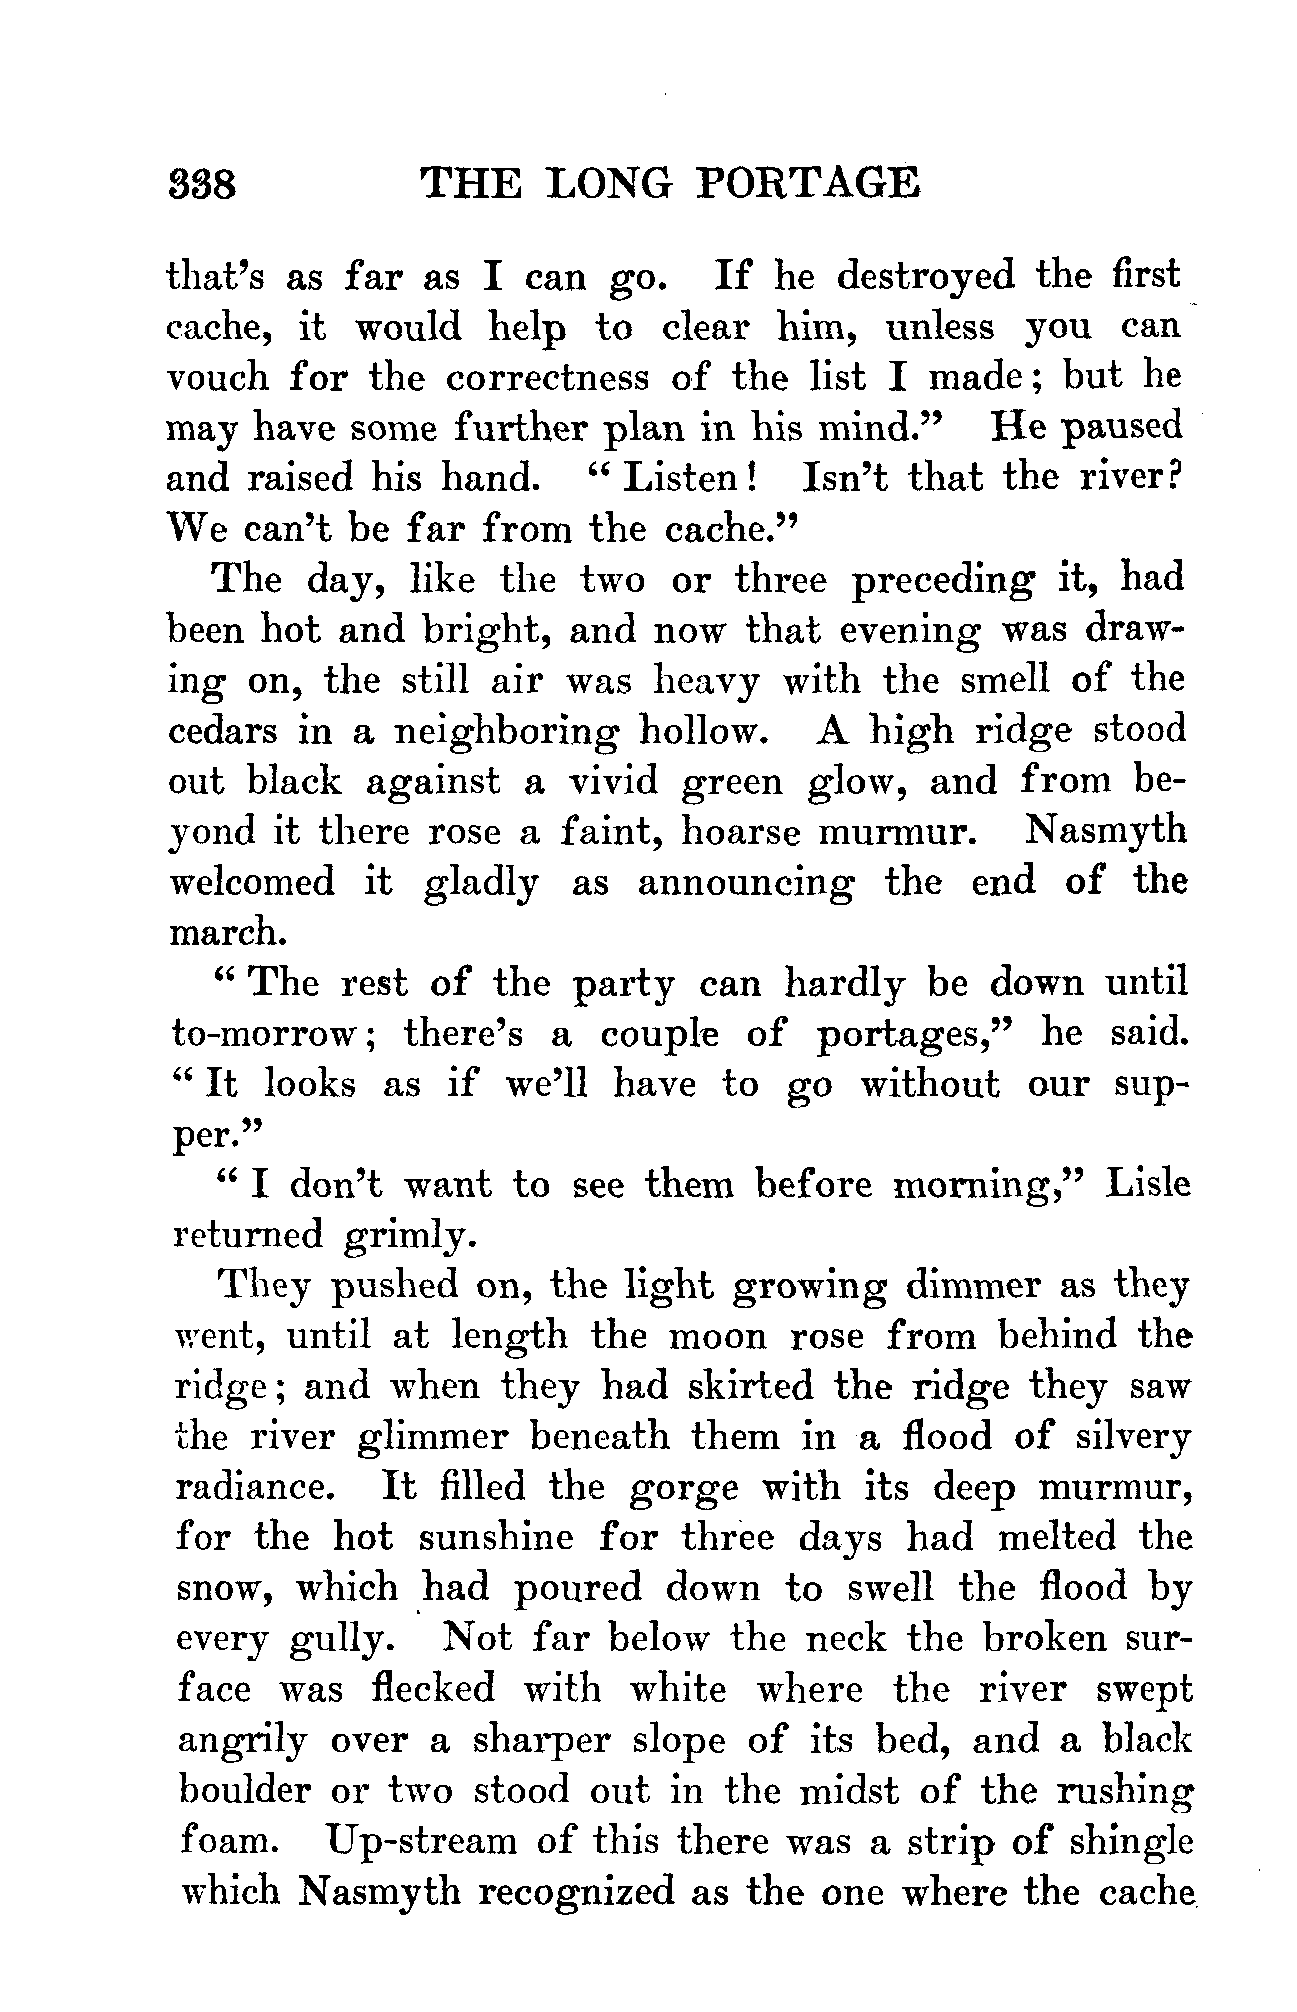 338 THE LONG PORTAGE
that's as far as I can go. If he destroyed the first
cache, it would help to clear him, unless you can
vouch for the correctness of the list I made; but he
may have some further plan in his mind." He paused
and raised his hand. "Listen! Isn't that the river?
We can't be far from the cache."
The day, like the two or three preceding it, had
been hot and bright, and now that evening was draw-
ing on, the still air was heavy with the smell of the
cedars in a neighboring hollow. A high ridge stood
out black against a vivid green glow, and from be-
yond it there rose a faint, hoarse murmur. Nasmyth
welcomed it gladly as announcing the end of the
march.
"The rest of the party can hardly be down until
to-morrow; there's a couple of portages," he said.
"It looks as if we'll have to go without our sup-
per."
"I don't want to see them before morning," Lisle
returned grimly.
They pushed on, the light growing dimmer as they
went, until at length the moon rose from behind the
ridge; and when they had skirted the ridge they saw
the river glimmer beneath them in a flood of silvery
radiance. It filled the gorge with its deep murmur,
for the hot sunshine for three days had melted the
snow, which had poured down to swell the flood by
every gully. Not far below the neck the broken sur-
face was flecked with white where the river swept
angrily over a sharper slope of its bed, and a black
boulder or two stood out in the midst of the rushing
foam. Up-stream of this there was a strip of shingle
which Nasmyth recognized as the one where the cache